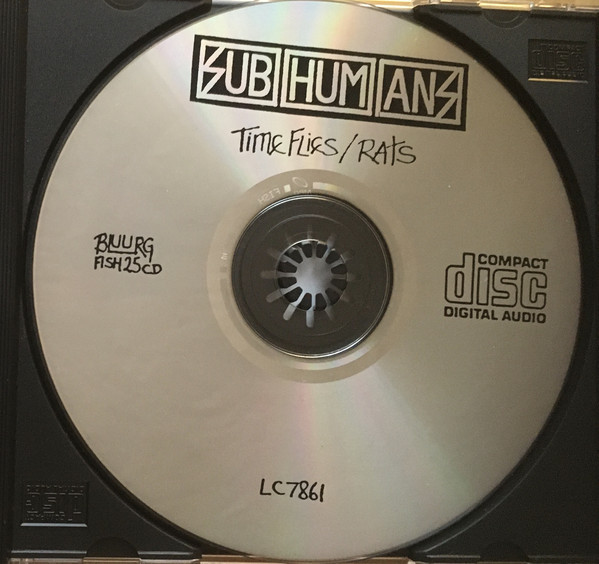 SUBHUMANS
TIME FLIES/RATS
BLUURG
FISH 25 CD
COMPACT
disc
DIGITAL AUDIO
LC7861